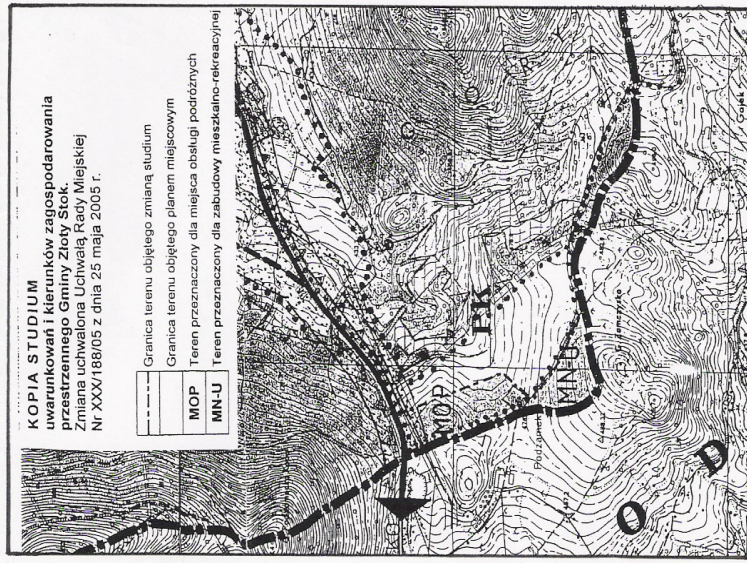 KOPIA STUDIUM
uwarunkowań i kierunków zagospodarowania
przestrzennego Gminy Złoty Stok.
Zmiana uchwalona Uchwałą Rady Miejskiej
Nr XXX/188/05 z dnia 25 maja 2005 r.
Granica terenu objętego zmianą studium
Granica terenu objętego planem miejscowym
MOP Teren przeznaczony dla miejsca obsługi podróżnych
MN-U Teren przeznaczony dla zabudowy mieszkalno-rekreacyjnej
MOP
PK
MN-U
O
D